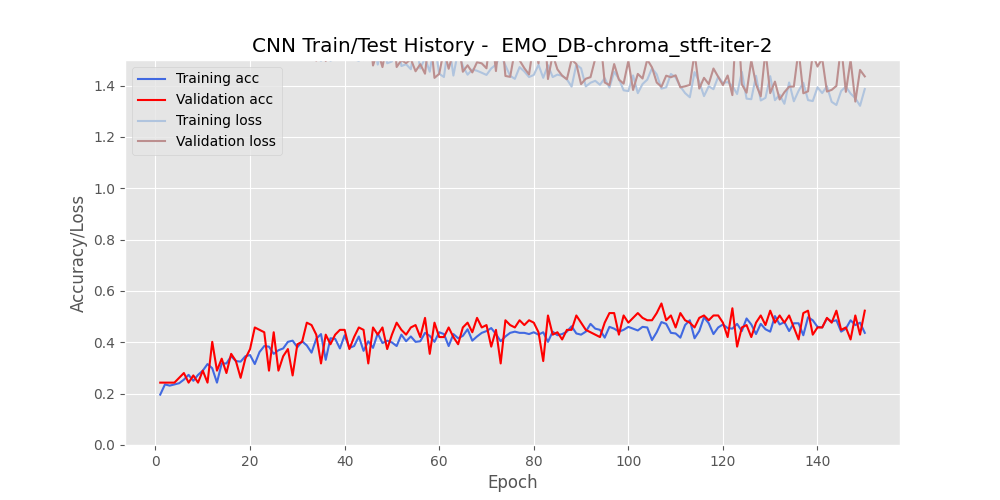 CNN Train/Test History -  EMO_DB-chroma_stft-iter-2
Training acc
Validation acc
Training loss
Validation loss
Accuracy/Loss
1.4
1.2
1.0
0.8
0.6
0.4
0.2
0.0
0 20 40 60 80 100 120 140
Epoch